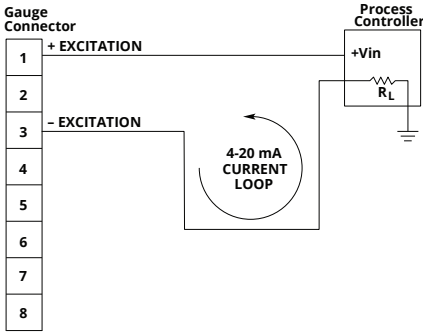 Gauge
Connector
Process
Controller
+ EXCITATION
1
2
– EXCITATION
3
4
5
6
7
8
+Vin
RL
4-20 mA
CURRENT
LOOP